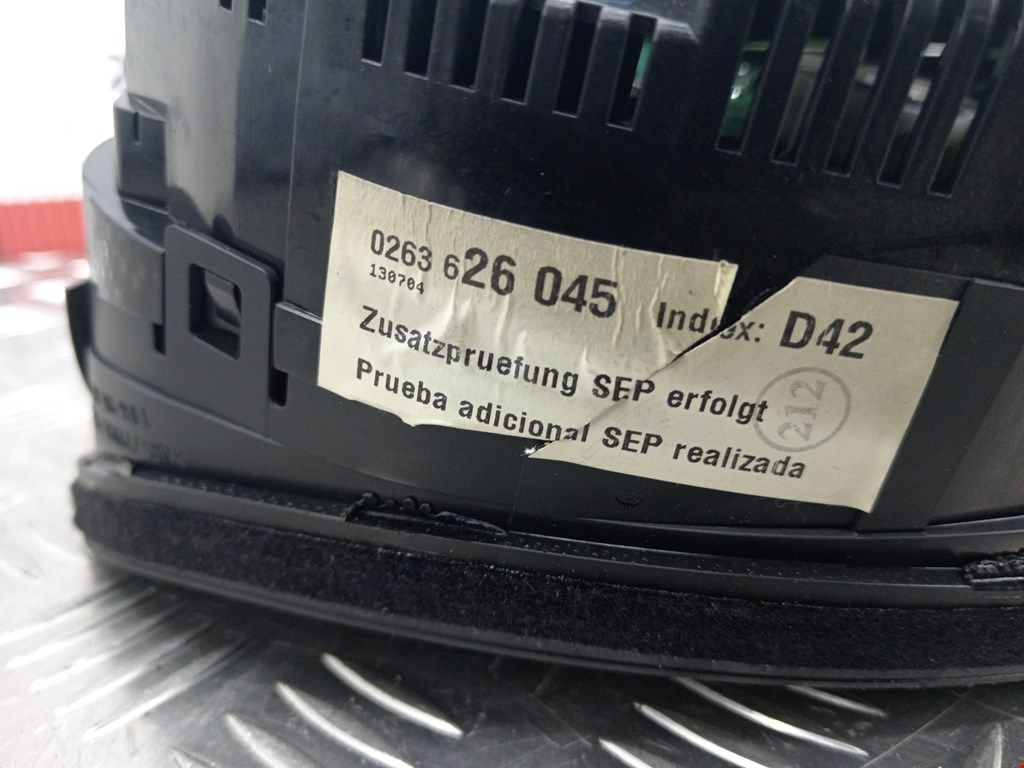 0263 626 045 Index: D42
130704
Zusatzpruefung SEP erfolgt
212
Prueba adicional SEP realizada